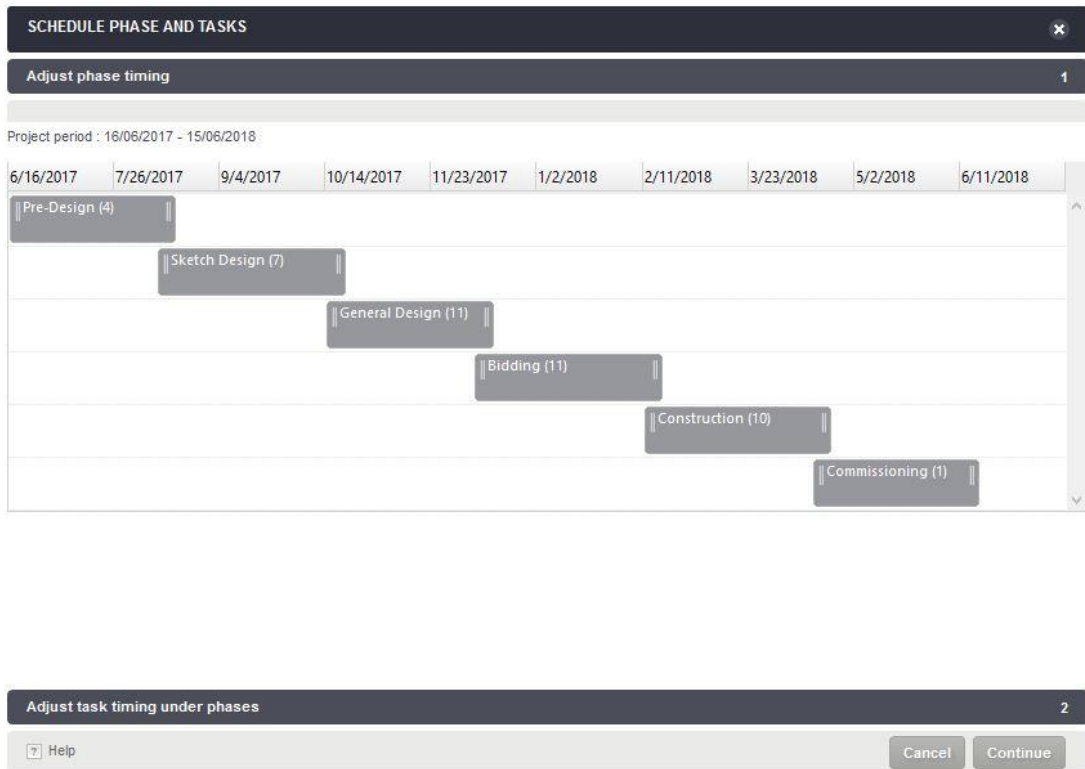 SCHEDULE PHASE AND TASKS
Adjust phase timing 1
Project period : 16/06/2017 - 15/06/2018
6/16/2017 7/26/2017 9/4/2017 10/14/2017 11/23/2017 1/2/2018 2/11/2018 3/23/2018 5/2/2018 6/11/2018
Pre-Design (4)
Sketch Design (7)
General Design (11)
Bidding (11)
Construction (10)
Commissioning (1)
Adjust task timing under phases 2
? Help Cancel Continue